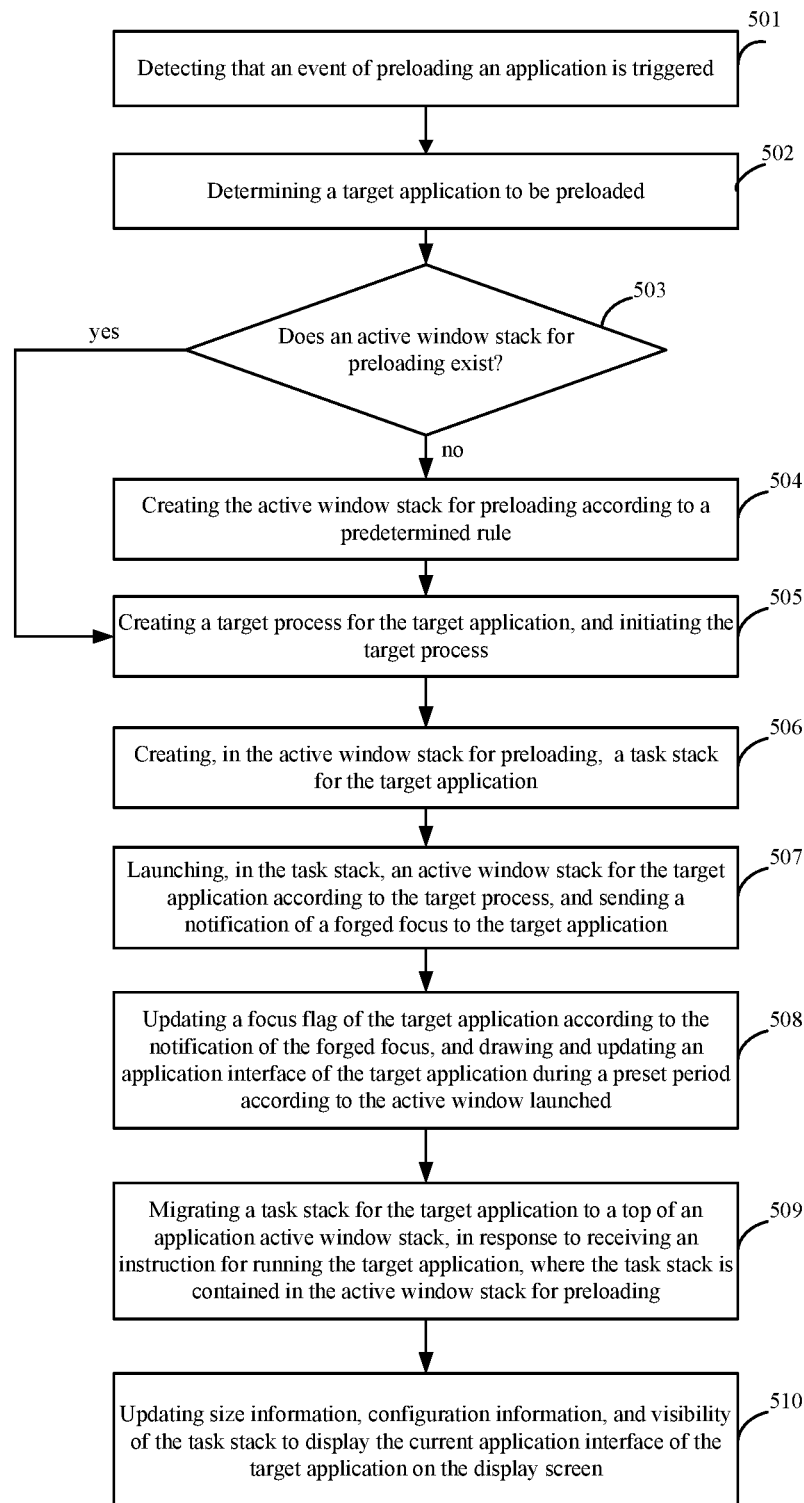 501
Detecting that an event of preloading an application is triggered
502
Determining a target application to be preloaded
503
Does an active window stack for
preloading exist?
yes
no
504
Creating the active window stack for preloading according to a
predetermined rule
505
Creating a target process for the target application, and initiating the
target process
506
Creating, in the active window stack for preloading, a task stack
for the target application
507
Launching, in the task stack, an active window stack for the target
application according to the target process, and sending a
notification of a forged focus to the target application
508
Updating a focus flag of the target application according to the
notification of the forged focus, and drawing and updating an
application interface of the target application during a preset period
according to the active window launched
509
Migrating a task stack for the target application to a top of an
application active window stack, in response to receiving an
instruction for running the target application, where the task stack is
contained in the active window stack for preloading
510
Updating size information, configuration information, and visibility
of the task stack to display the current application interface of the
target application on the display screen